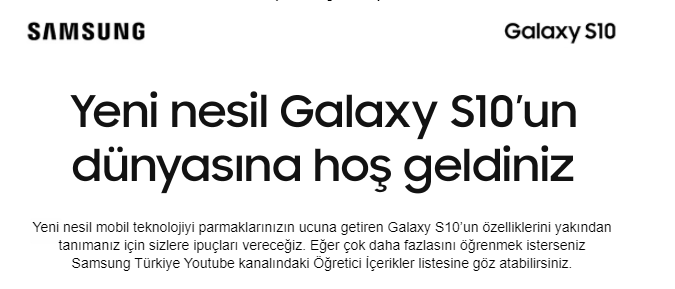 SAMSUNG
Galaxy S10
Yeni nesil Galaxy S10'un
dünyasına hoş geldiniz
Yeni nesil mobil teknolojiyi parmaklarınızın ucuna getiren Galaxy S10'un özelliklerini yakından
tanımanız için sizlere ipuçları vereceğiz. Eğer çok daha fazlasını öğrenmek isterseniz
Samsung Türkiye Youtube kanalındaki Öğretici İçerikler listesine göz atabilirsiniz.